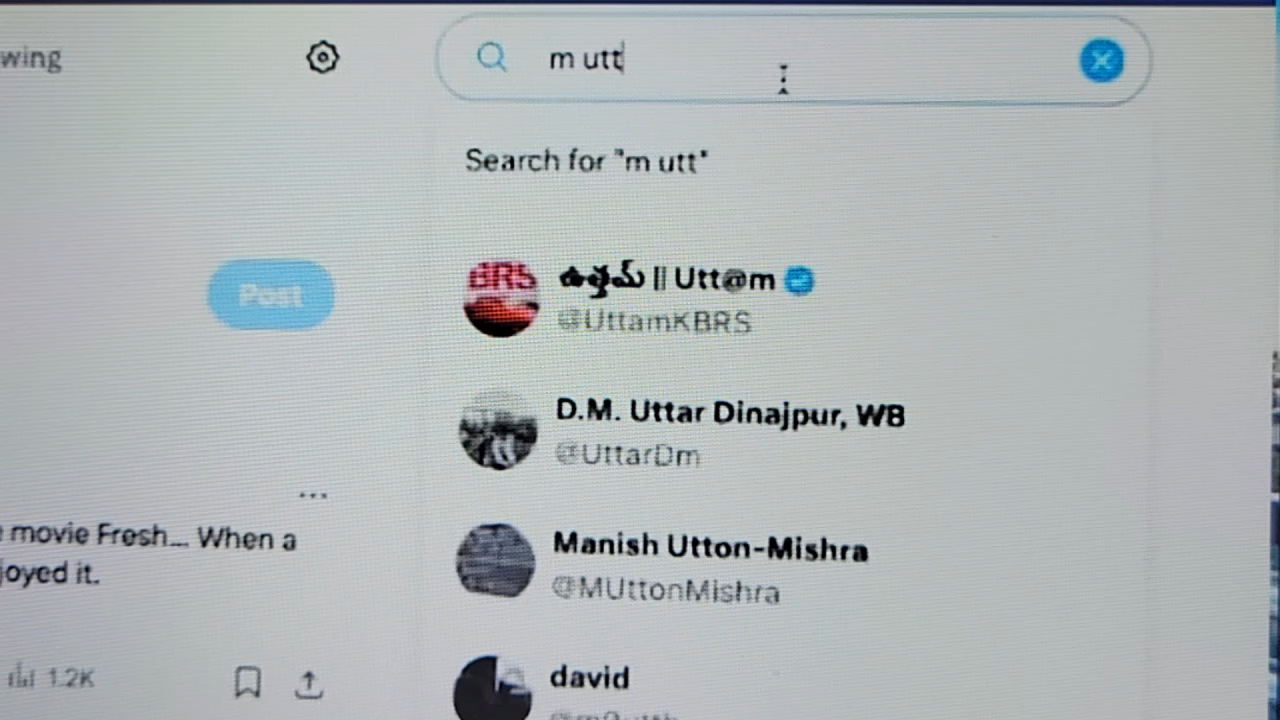 wing
m utt
Search for "m utt"
BRS
ఉత్తమ్ || Utt@m
@UttamKBRS
Post
D.M. Uttar Dinajpur, WB
@UttarDm
movie Fresh... When a
joyed it.
Manish Utton-Mishra
@MUttonMishra
1.2K
david